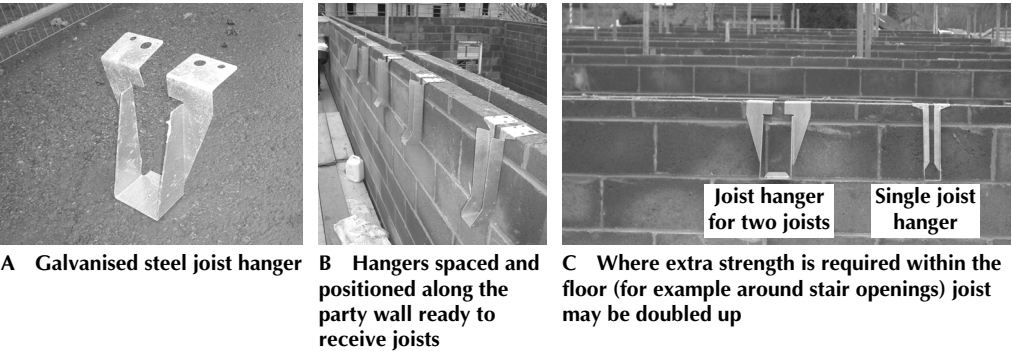 Joist hanger
for two joists
Single joist
hanger
A Galvanised steel joist hanger
B Hangers spaced and
positioned along the
party wall ready to
receive joists
C Where extra strength is required within the
floor (for example around stair openings) joist
may be doubled up